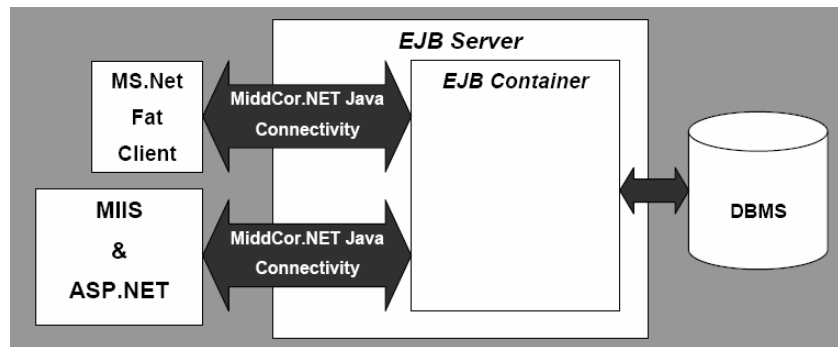 EJB Server
EJB Container
MS.Net
Fat
Client
MiddCor.NET Java
Connectivity
MIIS
&
ASP.NET
MiddCor.NET Java
Connectivity
DBMS